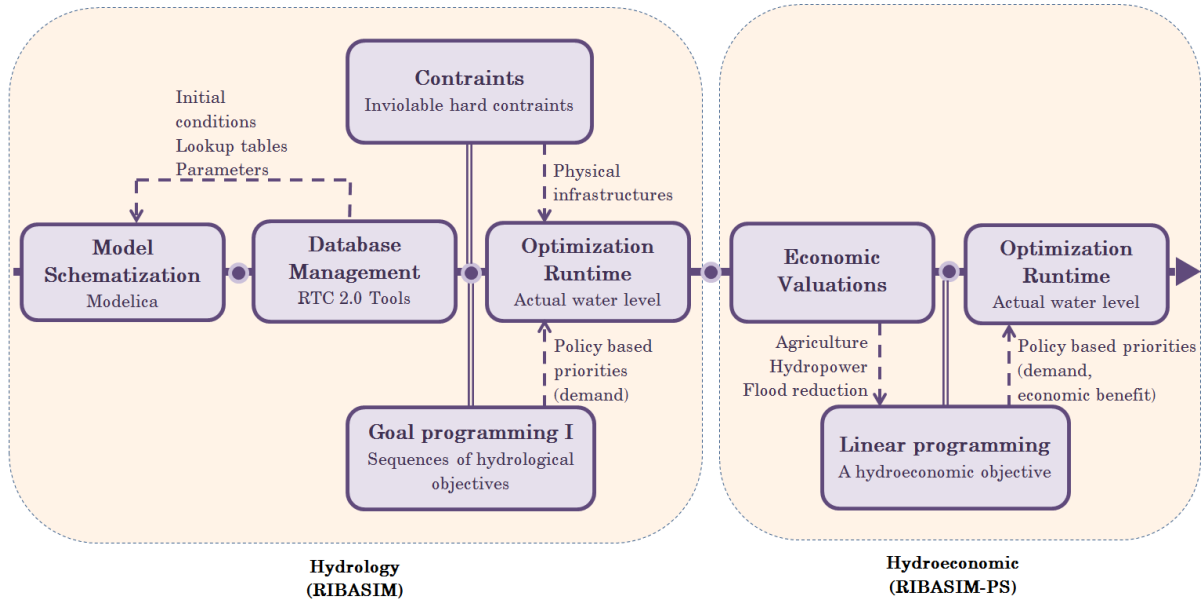 Contraints
Inviolable hard contraints
Initial
conditions
Lookup tables
Parameters
Physical
infrastructures
Model
Schematization
Modelica
Database
Management
RTC 2.0 Tools
Optimization
Runtime
Actual water level
Economic
Valuations
Optimization
Runtime
Actual water level
Policy based
priorities
(demand)
Agriculture
Hydropower
Flood reduction
Policy based priorities
(demand,
economic benefit)
Goal programming I
Sequences of hydrological
objectives
Linear programming
A hydroeconomic objective
Hydrology
(RIBASIM)
Hydroeconomic
(RIBASIM-PS)